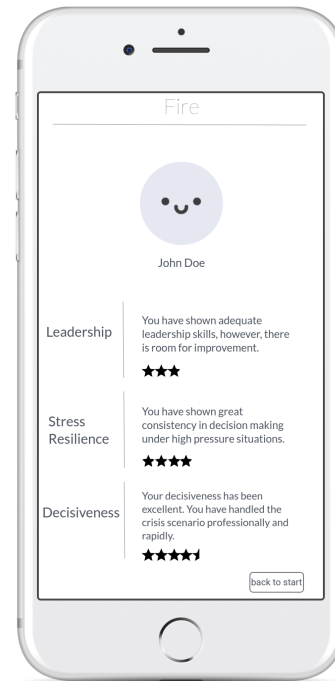 Fire
John Doe
Leadership
You have shown adequate
leadership skills, however, there
is room for improvement.
Stress
Resilience
You have shown great
consistency in decision making
under high pressure situations.
Decisiveness
Your decisiveness has been
excellent. You have handled the
crisis scenario professionally and
rapidly.
back to start